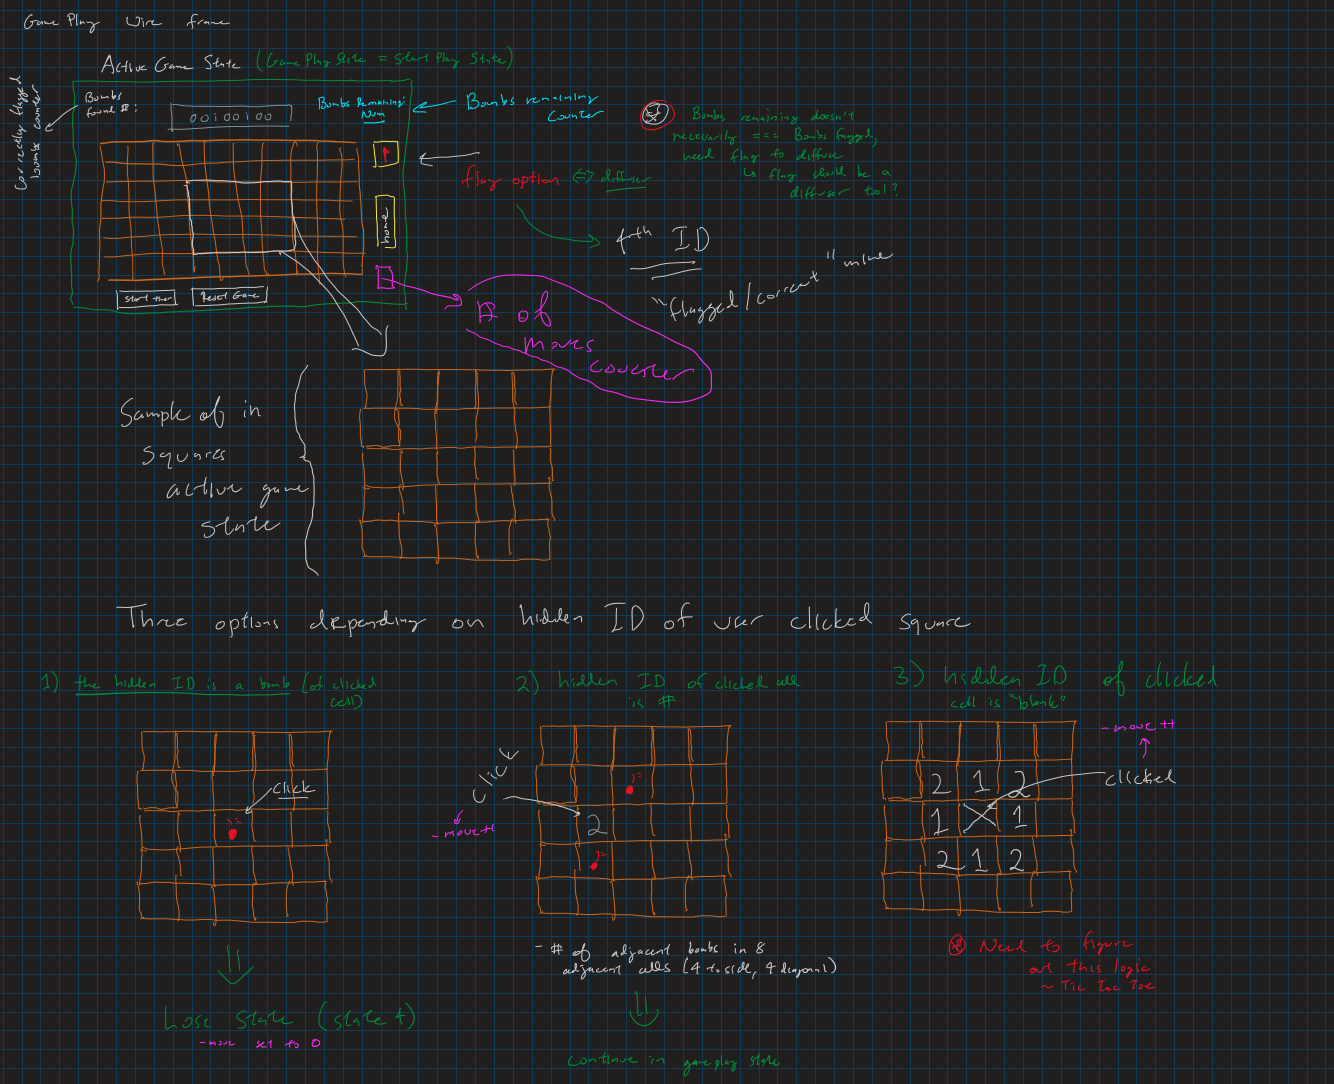 Game Play Wire frame
Active Game State (Game Play State = Start Play State)
Correctly flagged
bombs counter
Bombs
found #:
00100100
Bombs Remaining
Num
Bombs remaining
Counter
Bombs remaining doesn't
necessarily === Bombs flagged,
need flag to diffuse
↳ flag should be a
diffuser tool?
flag option <=> diffuser
home
4th ID
"flagged/correct" mine
Start Over
Reset Game
# of
moves
counter
Sample of in
squares
active game
state
Three options depending on hidden ID of user clicked square
1) the hidden ID is a bomb (of clicked
cell)
click
Lose State (state 4)
- move set to 0
2) hidden ID of clicked cell
is #
click
- move ++
2
- # of adjacent bombs in 8
adjacent cells (4 to side, 4 diagonal)
continue in gameplay state
3) hidden ID of clicked
cell is "blank"
- move ++
clicked
2 1 2
1 X 1
2 1 2
Need to figure
out this logic
~ Tic Tac Toe